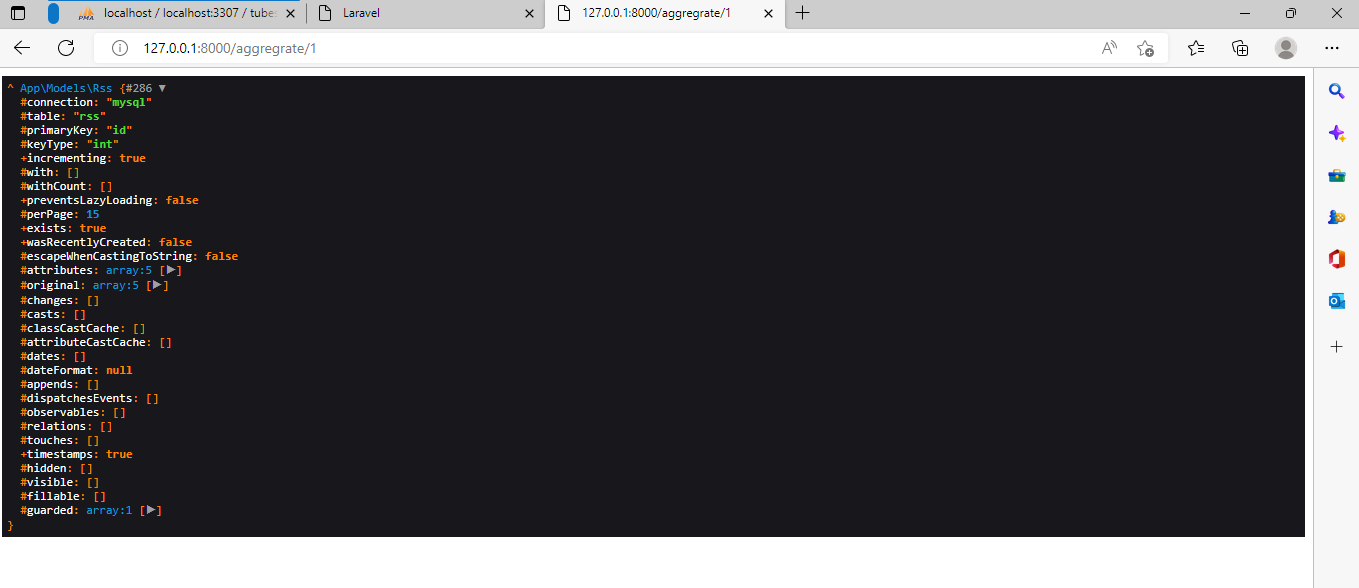 PMA localhost / localhost:3307 / tube
Laravel
127.0.0.1:8000/aggregrate/1
127.0.0.1:8000/aggregrate/1
^ App\Models\Rss {#286 ▼
#connection: "mysql"
#table: "rss"
#primaryKey: "id"
#keyType: "int"
+incrementing: true
#with: []
#withCount: []
+preventsLazyLoading: false
#perPage: 15
+exists: true
+wasRecentlyCreated: false
#escapeWhenCastingToString: false
#attributes: array:5 [▶]
#original: array:5 [▶]
#changes: []
#casts: []
#classCastCache: []
#attributeCastCache: []
#dates: []
#dateFormat: null
#appends: []
#dispatchesEvents: []
#observables: []
#relations: []
#touches: []
+timestamps: true
#hidden: []
#visible: []
#fillable: []
#guarded: array:1 [▶]
}